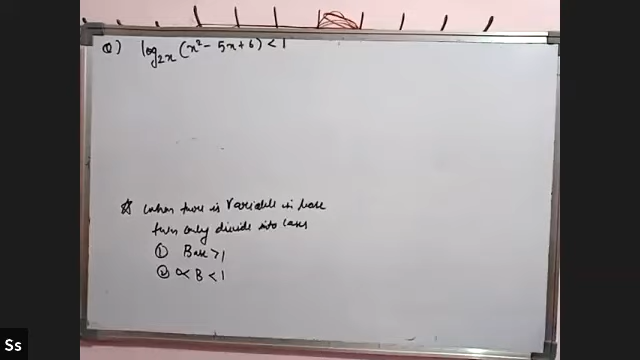 Q) log₂ₓ (x² - 5x + 6) < 1
* When there is Variable in base
then only divide into cases
① Base > 1
② 0 < B < 1
Ss